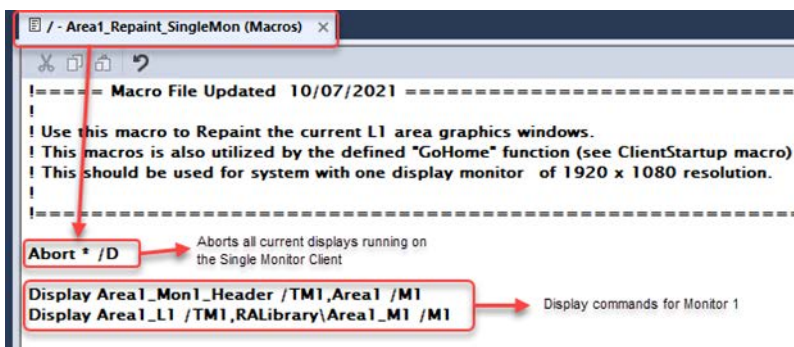 / - Area1_Repaint_SingleMon (Macros) ×
!===== Macro File Updated 10/07/2021 ============================
!
! Use this macro to Repaint the current L1 area graphics windows.
! This macros is also utilized by the defined "GoHome" function (see ClientStartup macro)
! This should be used for system with one display monitor of 1920 x 1080 resolution.
!
!======================================================
Abort * /D
Aborts all current displays running on
the Single Monitor Client
Display Area1_Mon1_Header /TM1,Area1 /M1
Display Area1_L1 /TM1,RALibrary\Area1_M1 /M1
Display commands for Monitor 1